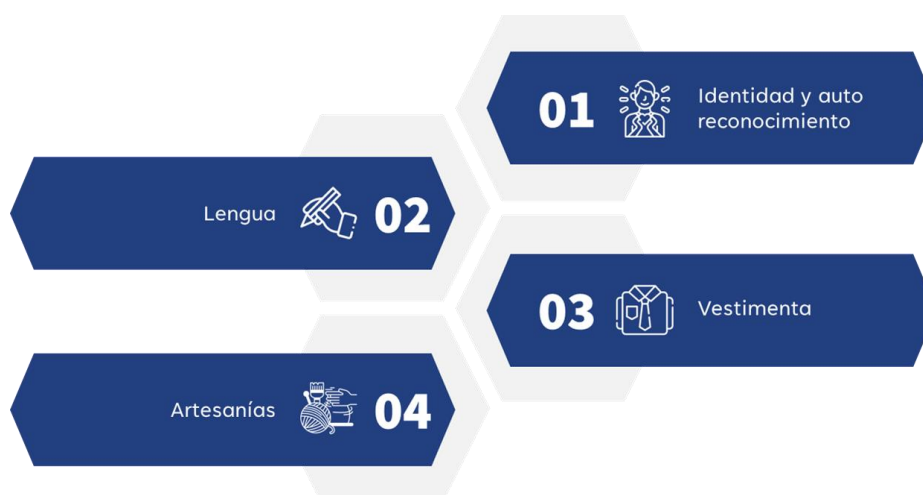 01
Identidad y auto
reconocimiento
Lengua
02
03
Vestimenta
Artesanías
04